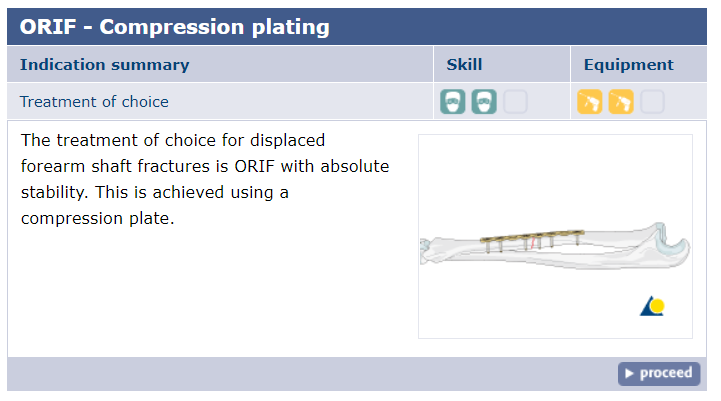 ORIF - Compression plating
Indication summary
Skill
Equipment
Treatment of choice
The treatment of choice for displaced
forearm shaft fractures is ORIF with absolute
stability. This is achieved using a
compression plate.
proceed